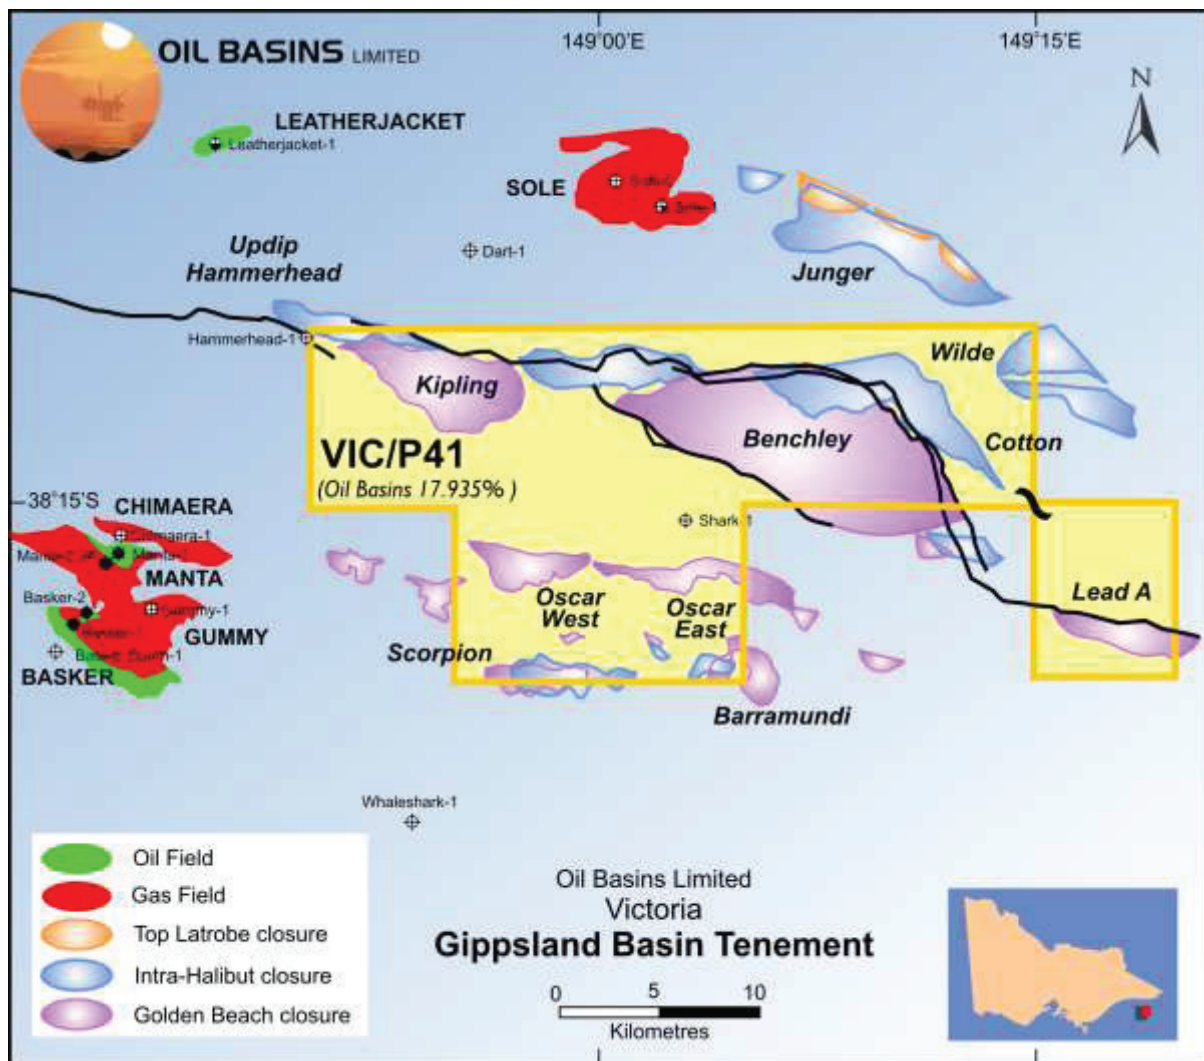 OIL BASINS LIMITED
149°00'E
149°15'E
N
LEATHERJACKET
Leatherjacket-1
SOLE
Sole-1
Dart-1
Updip
Hammerhead
Junger
Hammerhead-1
Wilde
Kipling
Benchley
Cotton
VIC/P41
(Oil Basins 17.935% )
38°15'S
CHIMAERA
Chimaera-1
Shark-1
MANTA
Basker-2
Gummy-1
GUMMY
Oscar
West
Oscar
East
Lead A
Scorpion
BASKER
Barramundi
Whaleshark-1
Oil Field
Gas Field
Top Latrobe closure
Intra-Halibut closure
Golden Beach closure
Oil Basins Limited
Victoria
Gippsland Basin Tenement
0 5 10
Kilometres